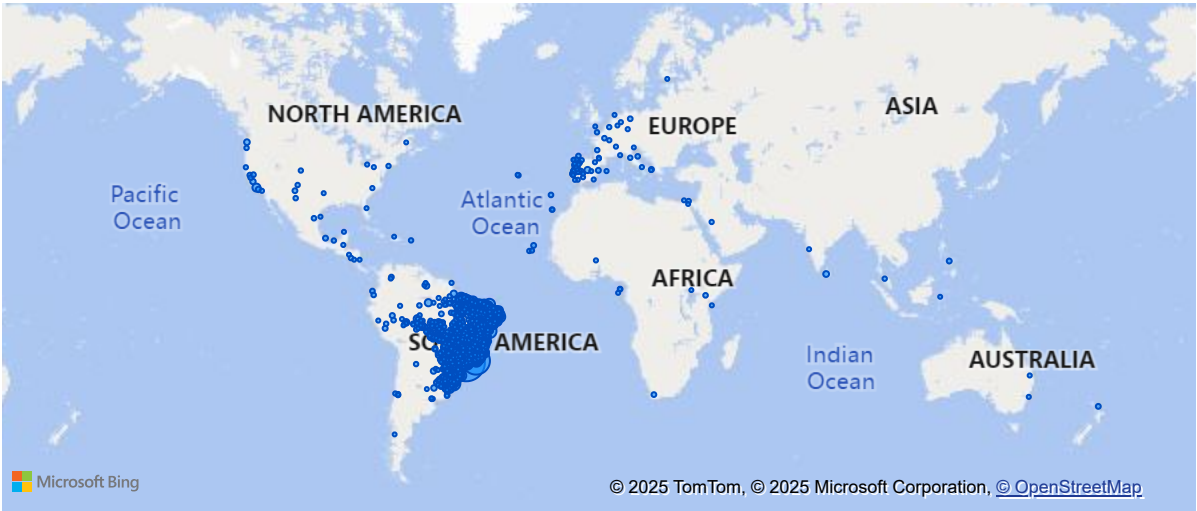 NORTH AMERICA
EUROPE
ASIA
Pacific
Ocean
Atlantic
Ocean
AFRICA
SO AMERICA
Indian
Ocean
AUSTRALIA
Microsoft Bing
© 2025 TomTom, © 2025 Microsoft Corporation, © OpenStreetMap